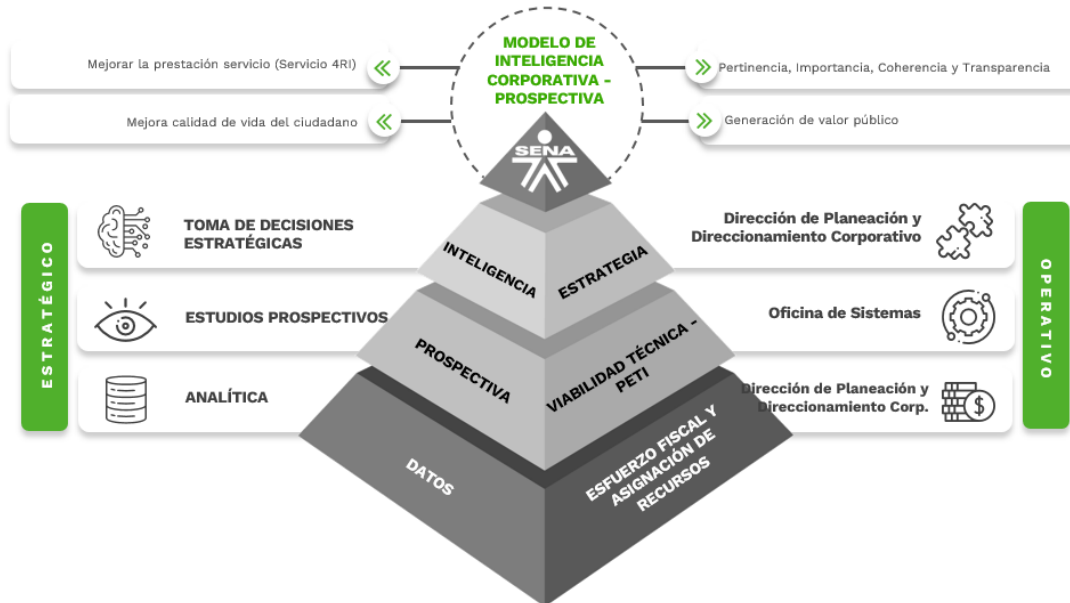 MODELO DE
INTELIGENCIA
CORPORATIVA -
PROSPECTIVA
Mejorar la prestación servicio (Servicio 4RI)
Pertinencia, Importancia, Coherencia y Transparencia
Mejora calidad de vida del ciudadano
Generación de valor público
SENA
ESTRATÉGICO
TOMA DE DECISIONES
ESTRATÉGICAS
INTELIGENCIA
ESTRATEGIA
Dirección de Planeación y
Direccionamiento Corporativo
OPERATIVO
ESTUDIOS PROSPECTIVOS
PROSPECTIVA
VIABILIDAD TÉCNICA -
PETI
Oficina de Sistemas
ANALÍTICA
DATOS
ESFUERZO FISCAL Y
ASIGNACIÓN DE
RECURSOS
Dirección de Planeación y
Direccionamiento Corp.